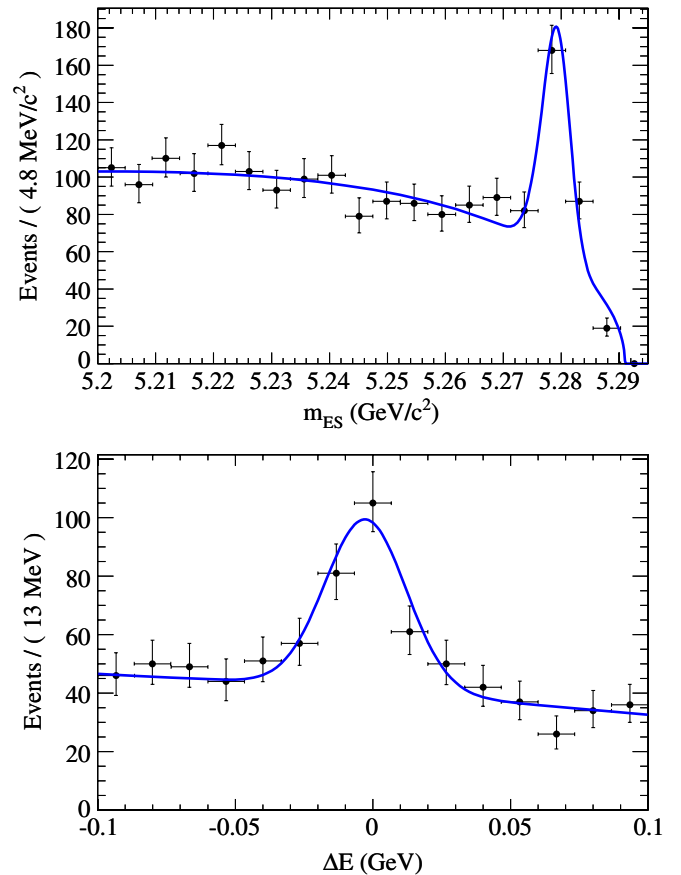 Events / ( 4.8 MeV/c²)
180
160
140
120
100
80
60
40
20
0
5.2 5.21 5.22 5.23 5.24 5.25 5.26 5.27 5.28 5.29
m_ES (GeV/c²)
Events / ( 13 MeV )
120
100
80
60
40
20
0
-0.1 -0.05 0 0.05 0.1
ΔE (GeV)